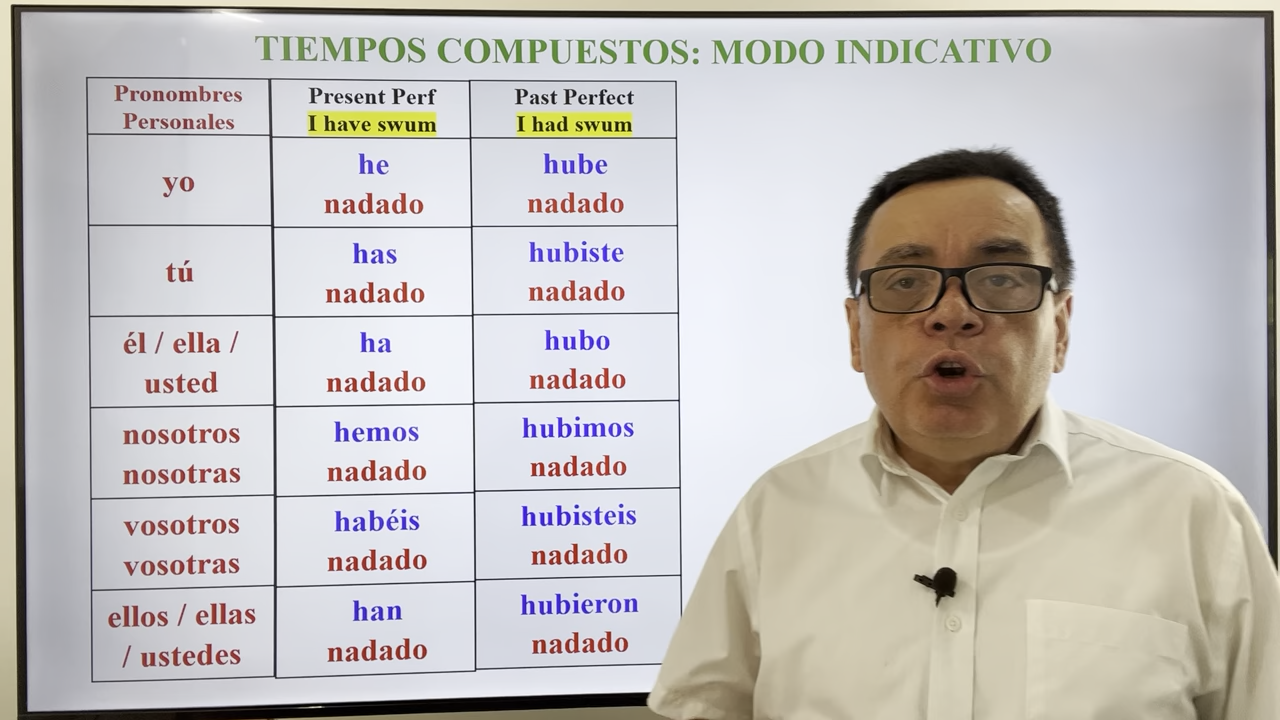 TIEMPOS COMPUESTOS: MODO INDICATIVO
Pronombres
Personales
Present Perf
I have swum
Past Perfect
I had swum
yo
he
nadado
hube
nadado
tú
has
nadado
hubiste
nadado
él / ella /
usted
ha
nadado
hubo
nadado
nosotros
nosotras
hemos
nadado
hubimos
nadado
vosotros
vosotras
habéis
nadado
hubisteis
nadado
ellos / ellas
/ ustedes
han
nadado
hubieron
nadado